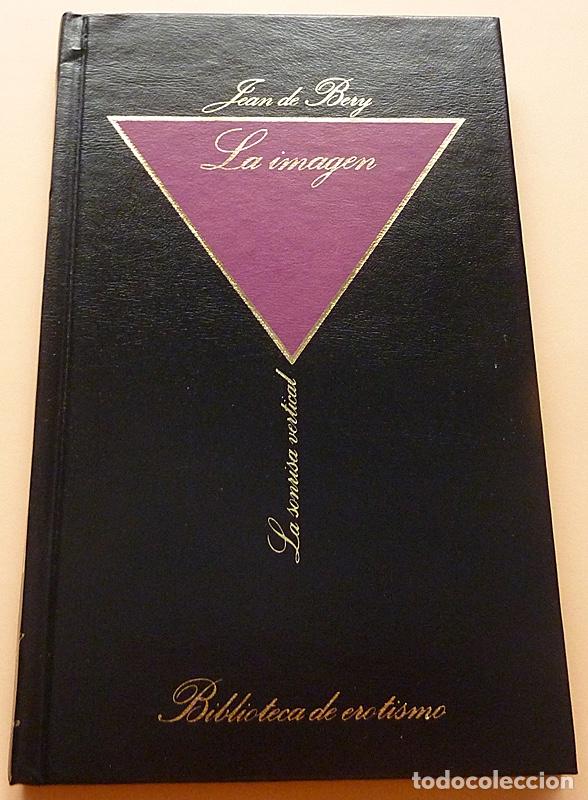 Jean de Bery
La imagen
La sonrisa vertical
Biblioteca de erotismo
todocoleccion